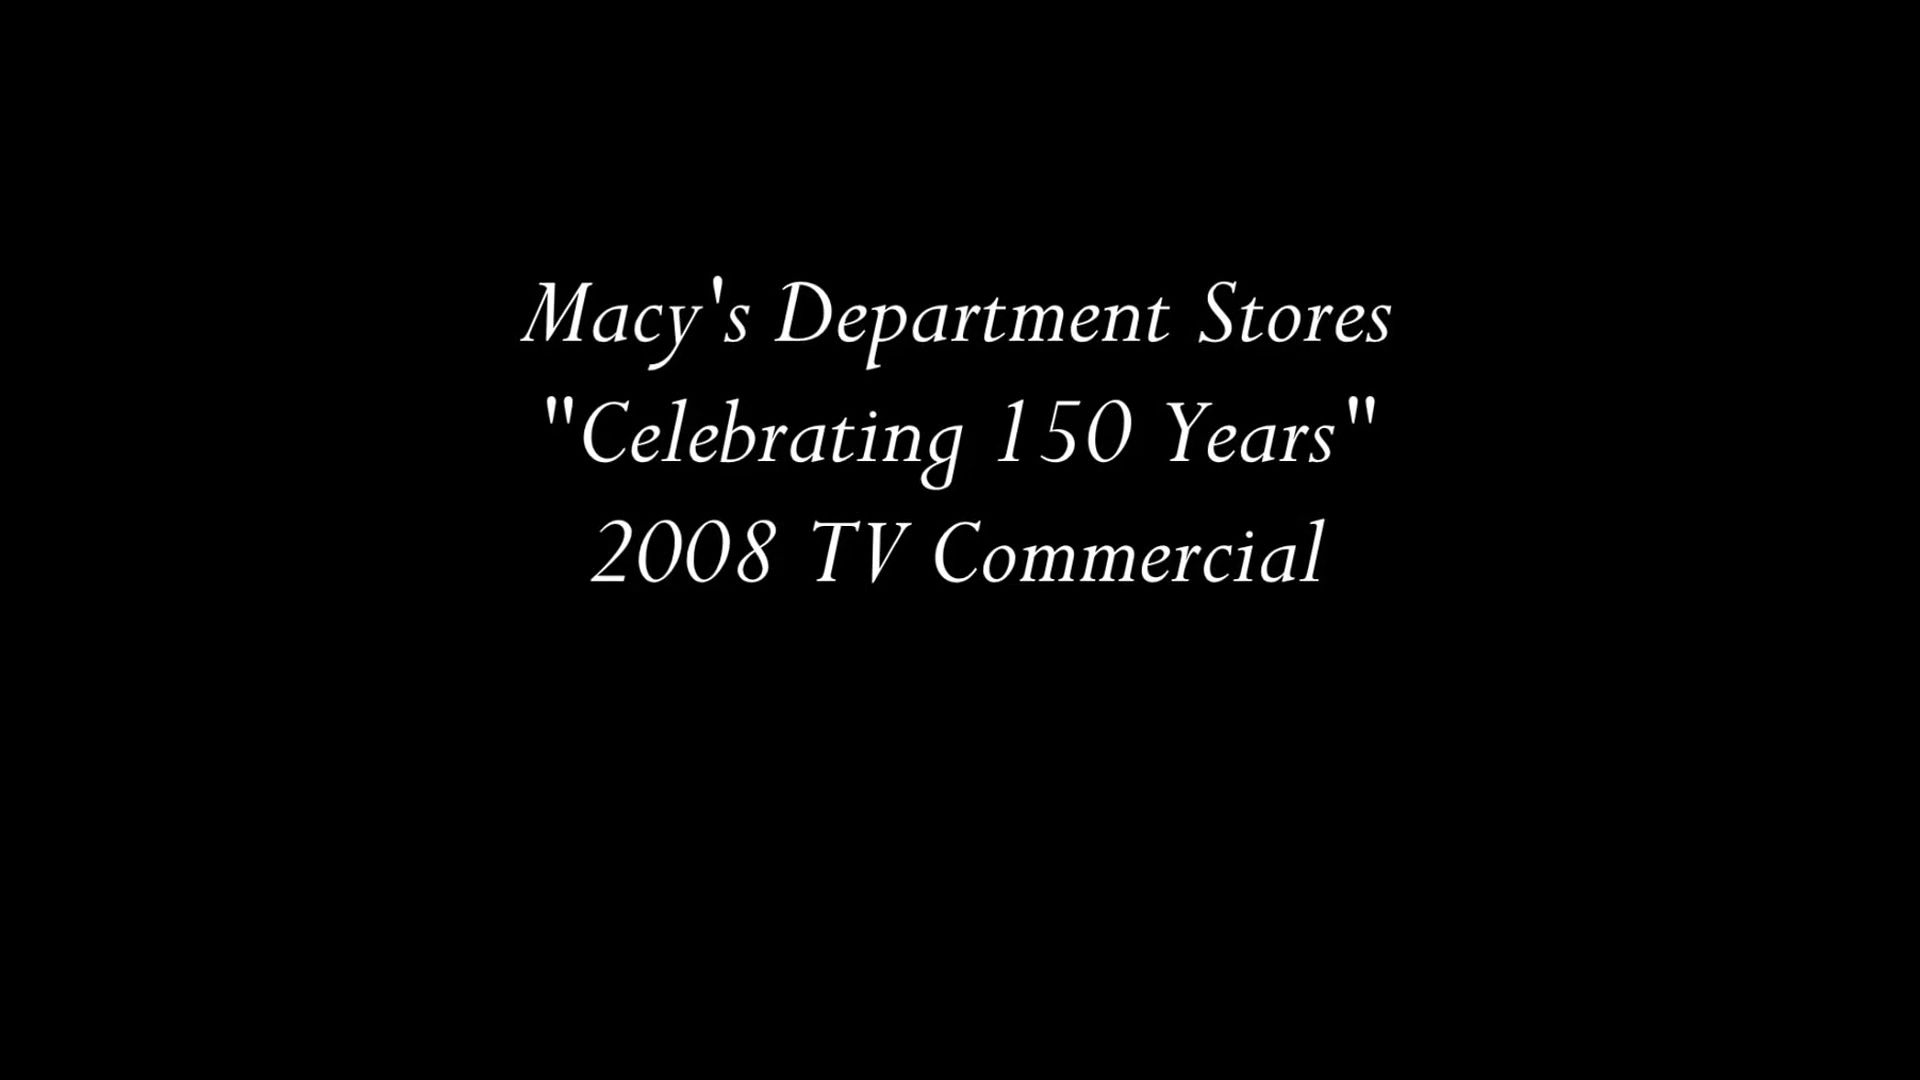 Macy's Department Stores
"Celebrating 150 Years"
2008 TV Commercial